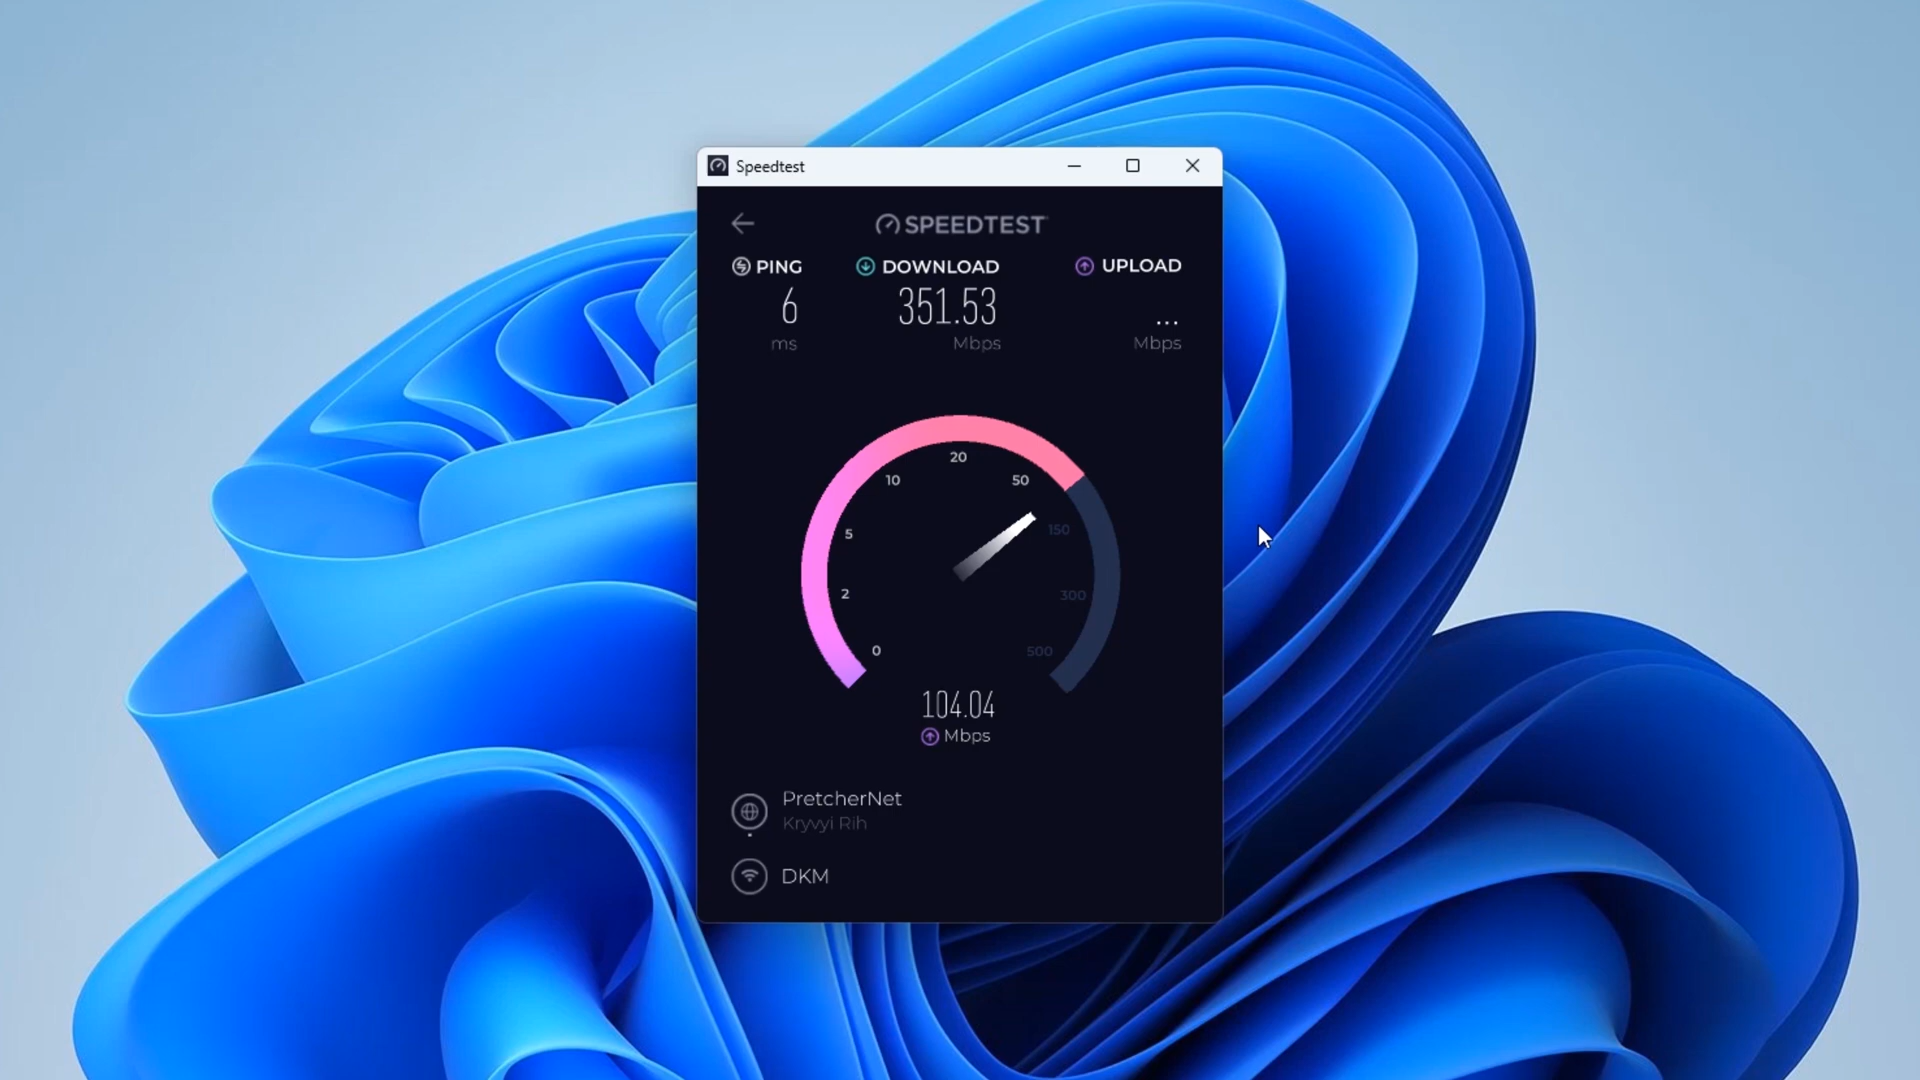 Speedtest
SPEEDTEST
PING DOWNLOAD UPLOAD
6 351.53 ...
ms Mbps Mbps
20
10 50
5 150
2 300
0 500
104.04
Mbps
PretcherNet
Kryvyi Rih
DKM